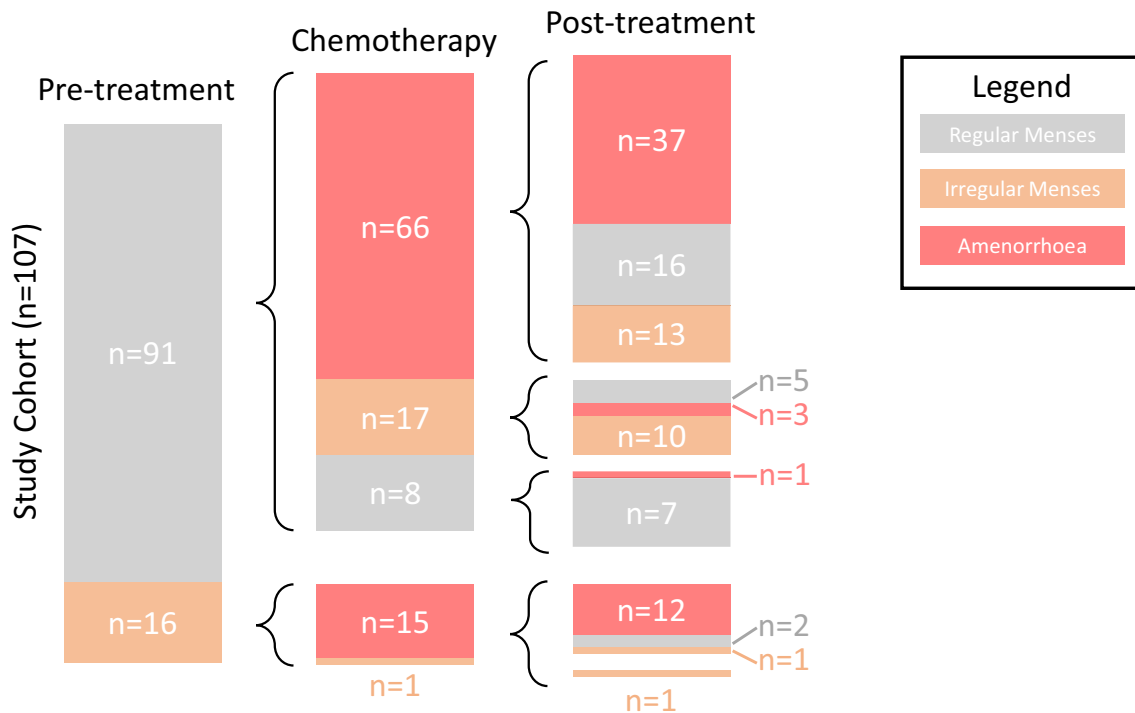 Pre-treatment
Chemotherapy
Post-treatment
Study Cohort (n=107)
n=91
n=16
n=66
n=17
n=8
n=15
n=1
n=37
n=16
n=13
n=5
n=3
n=10
n=1
n=7
n=12
n=2
n=1
n=1
Legend
Regular Menses
Irregular Menses
Amenorrhoea